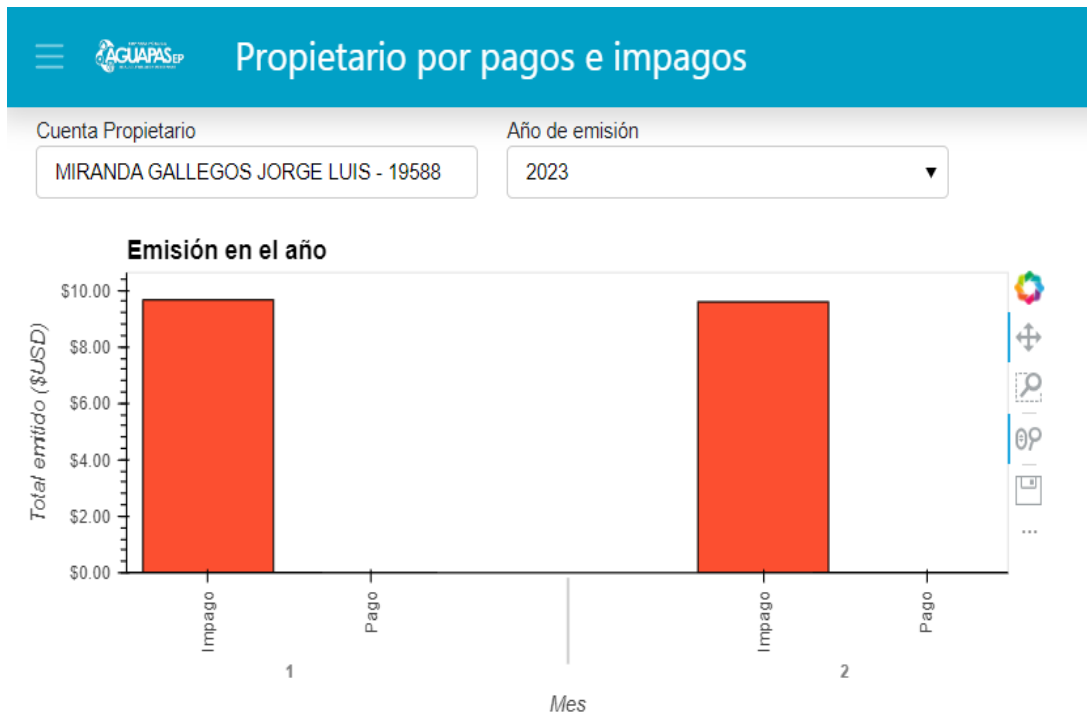 AGUAPAS EP
Propietario por pagos e impagos
Cuenta Propietario
Año de emisión
MIRANDA GALLEGOS JORGE LUIS - 19588
2023
Emisión en el año
Total emitido ($USD)
$10.00
$8.00
$6.00
$4.00
$2.00
$0.00
Impago
Pago
Impago
Pago
1
2
Mes